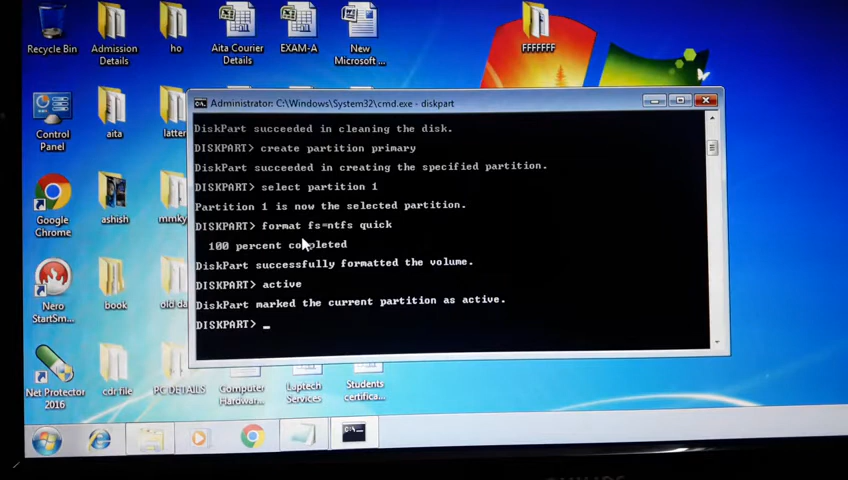 Recycle Bin
Admission
Details
ho
Aita Courier
Details
EXAM-A
New
Microsoft ...
FFFFFFF
Control
Panel
aita
latter
Google
Chrome
ashish
mmky
Nero
StartSm...
book
old da
Net Protector
2016
cdr file
PC DETAILS
Computer
Hardwar...
Laptech
Services
Students
certifica...
Administrator: C:\Windows\System32\cmd.exe - diskpart
DiskPart succeeded in cleaning the disk.
DISKPART> create partition primary
DiskPart succeeded in creating the specified partition.
DISKPART> select partition 1
Partition 1 is now the selected partition.
DISKPART> format fs=ntfs quick
100 percent completed
DiskPart successfully formatted the volume.
DISKPART> active
DiskPart marked the current partition as active.
DISKPART> _
C:\_